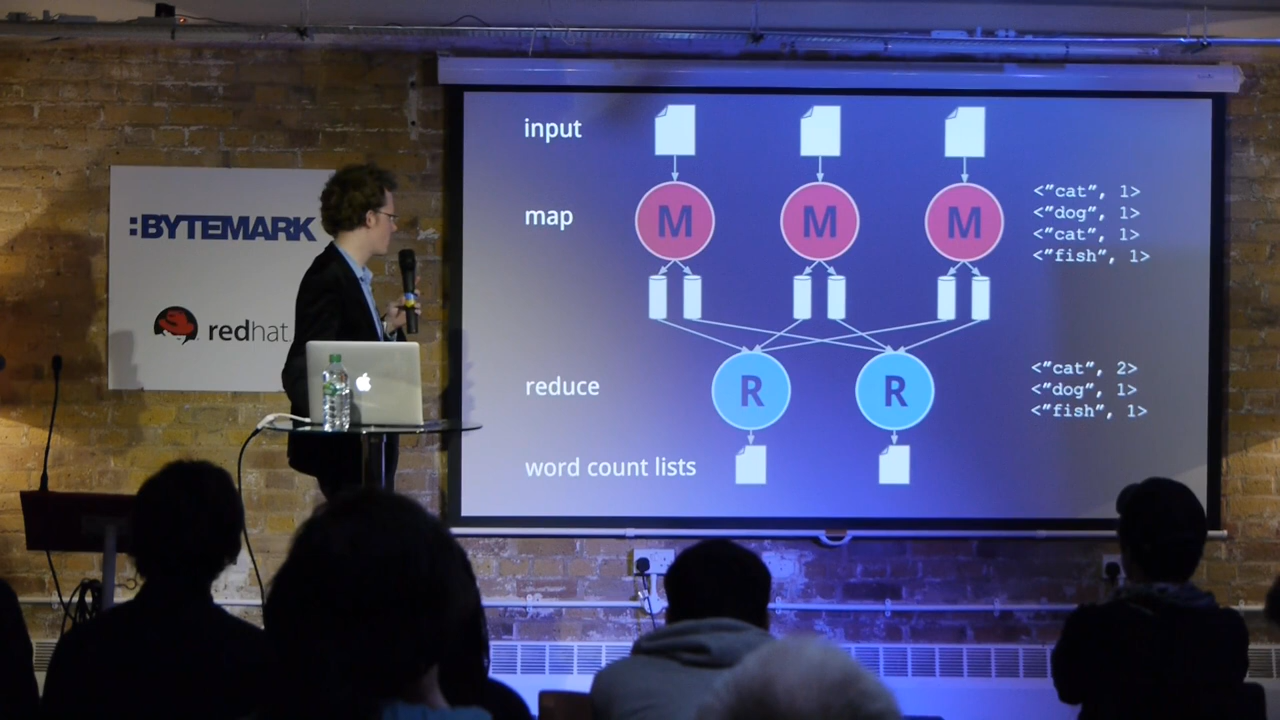 :BYTEMARK
redhat.
input
map
M
M
M
<"cat", 1>
<"dog", 1>
<"cat", 1>
<"fish", 1>
reduce
R
R
<"cat", 2>
<"dog", 1>
<"fish", 1>
word count lists